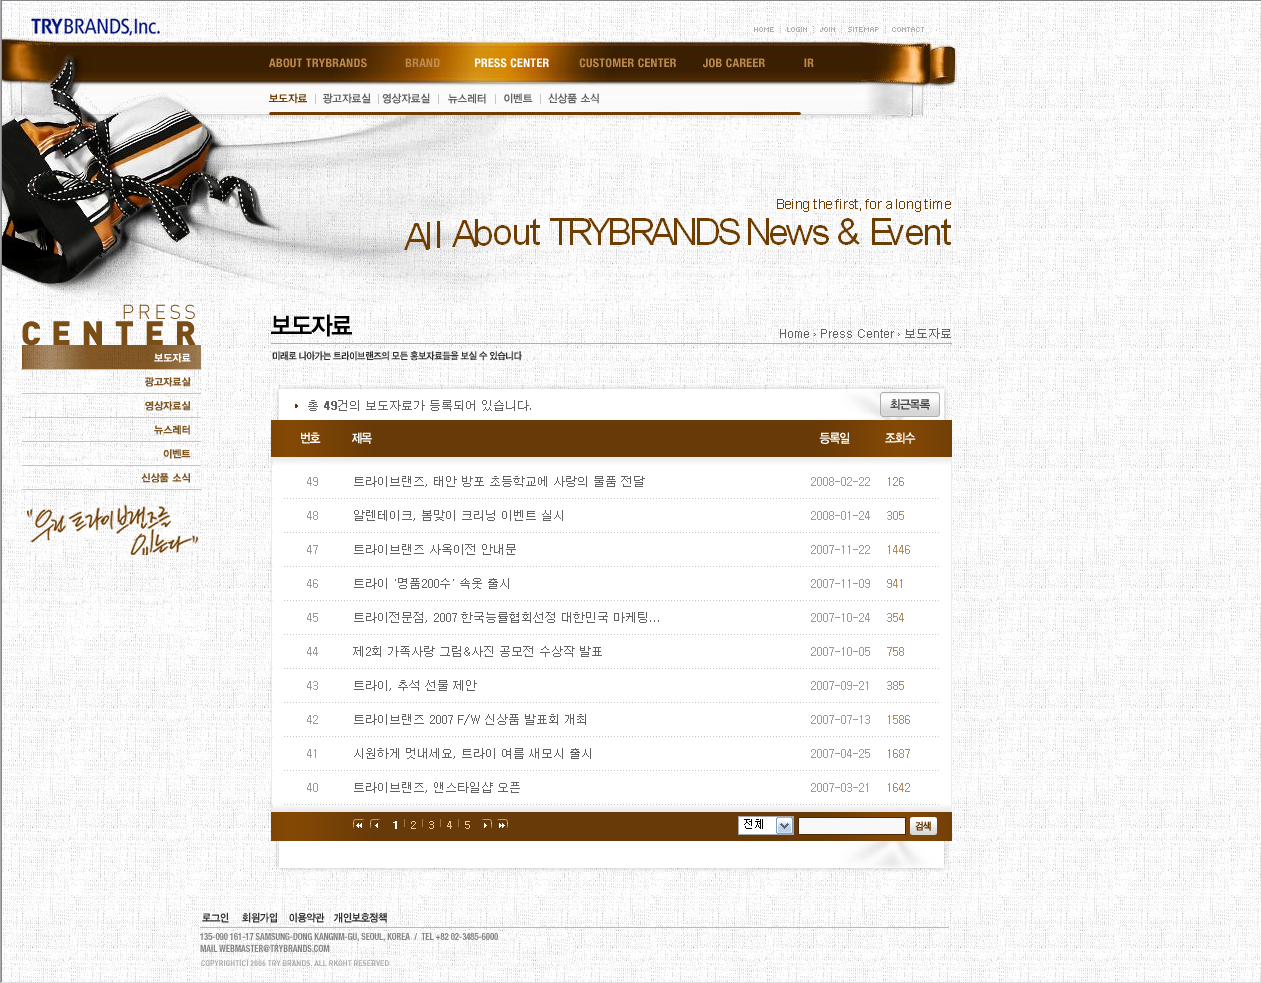 TRYBRANDS,Inc.
HOME LOGIN JOIN SITEMAP CONTACT
ABOUT TRYBRANDS BRAND PRESS CENTER CUSTOMER CENTER JOB CAREER IR
보도자료 | 광고자료실 | 영상자료실 | 뉴스레터 | 이벤트 | 신상품 소식
Being the first, for a long time
All About TRYBRANDS News & Event
PRESS
CENTER
보도자료
광고자료실
영상자료실
뉴스레터
이벤트
신상품 소식
"우린 트라이브랜즈를
입는다"
보도자료
Home › Press Center › 보도자료
미래로 나아가는 트라이브랜즈의 모든 홍보자료들을 보실 수 있습니다
총 49건의 보도자료가 등록되어 있습니다.
최근목록
번호 제목 등록일 조회수
49 트라이브랜즈, 태안 방포 초등학교에 사랑의 물품 전달 2008-02-22 126
48 알렌테이크, 봄맞이 크리닝 이벤트 실시 2008-01-24 305
47 트라이브랜즈 사옥이전 안내문 2007-11-22 1446
46 트라이 '명품200수' 속옷 출시 2007-11-09 941
45 트라이전문점, 2007 한국능률협회선정 대한민국 마케팅... 2007-10-24 354
44 제2회 가족사랑 그림&사진 공모전 수상작 발표 2007-10-05 758
43 트라이, 추석 선물 제안 2007-09-21 385
42 트라이브랜즈 2007 F/W 신상품 발표회 개최 2007-07-13 1586
41 시원하게 멋내세요, 트라이 여름 새모시 출시 2007-04-25 1687
40 트라이브랜즈, 앤스타일샵 오픈 2007-03-21 1642
1 | 2 | 3 | 4 | 5
전체
검색
로그인 회원가입 이용약관 개인보호정책
135-090 161-17 SAMSUNG-DONG KANGNM-GU, SEOUL, KOREA / TEL +82 02-3485-6000
MAIL WEBMASTER@TRYBRANDS.COM
COPYRIGHT(C) 2006 TRY BRANDS. ALL RKGHT RESERVED